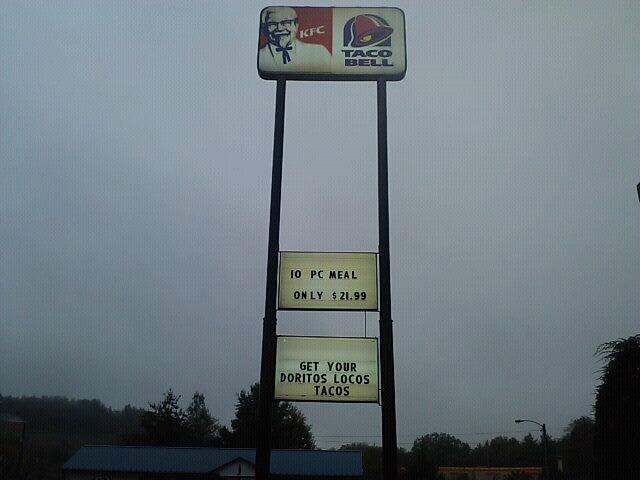 KFC
TACO
BELL
10 PC MEAL
ONLY $21.99
GET YOUR
DORITOS LOCOS
TACOS